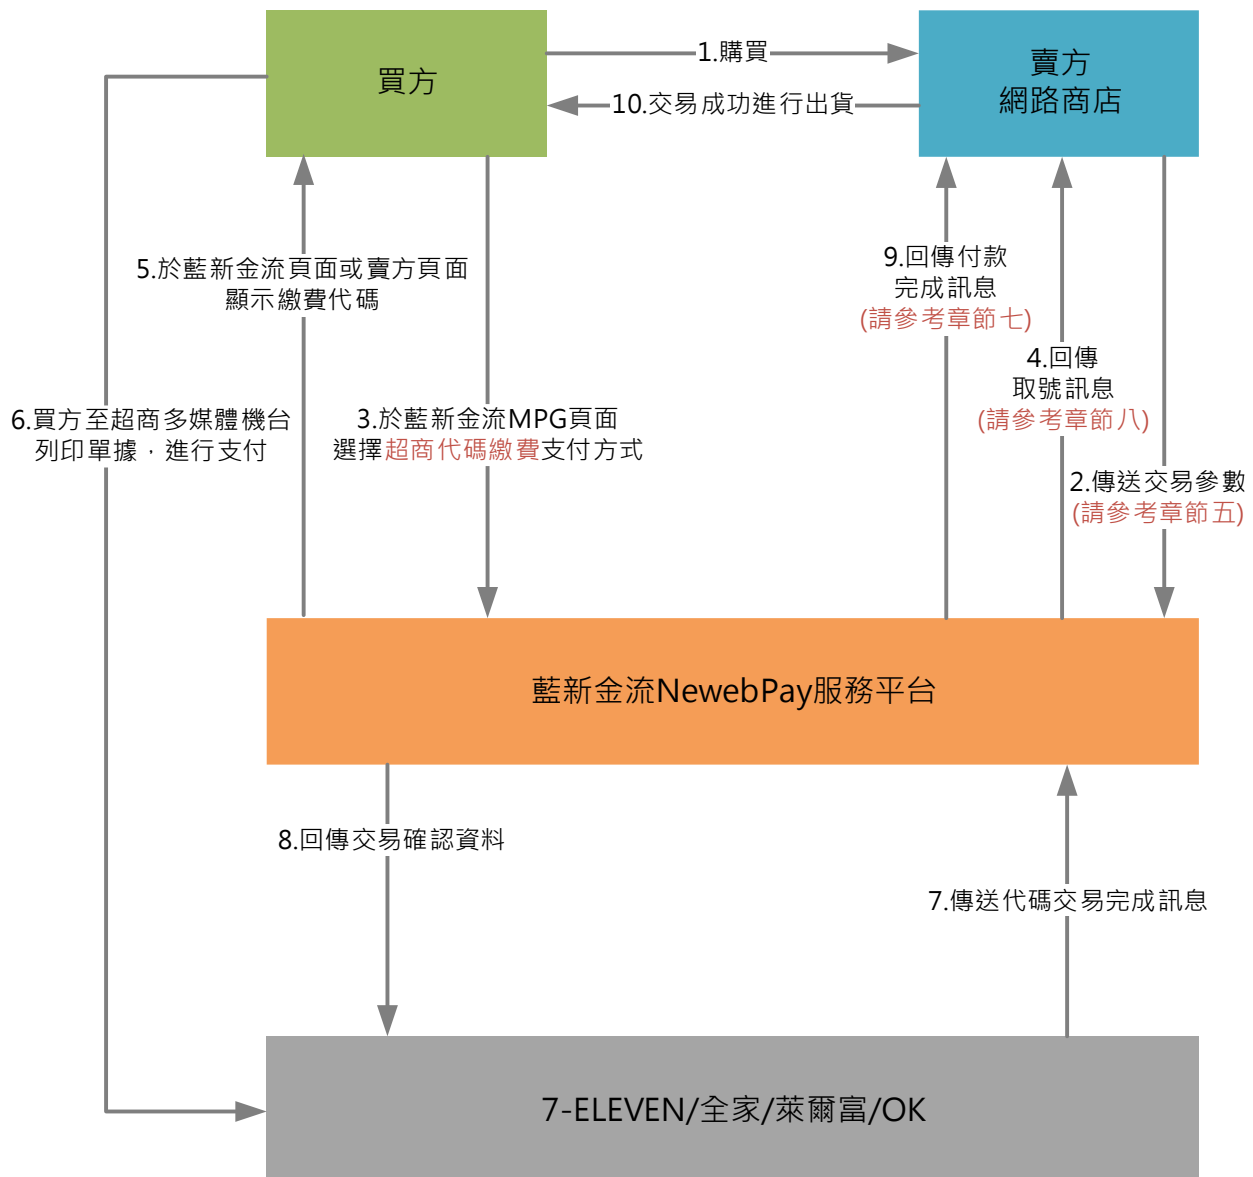 買方
1.購買
賣方
網路商店
10.交易成功進行出貨
5.於藍新金流頁面或賣方頁面
顯示繳費代碼
9.回傳付款
完成訊息
(請參考章節七)
4.回傳
取號訊息
(請參考章節八)
6.買方至超商多媒體機台
列印單據，進行支付
3.於藍新金流MPG頁面
選擇超商代碼繳費支付方式
2.傳送交易參數
(請參考章節五)
藍新金流NewebPay服務平台
8.回傳交易確認資料
7.傳送代碼交易完成訊息
7-ELEVEN/全家/萊爾富/OK